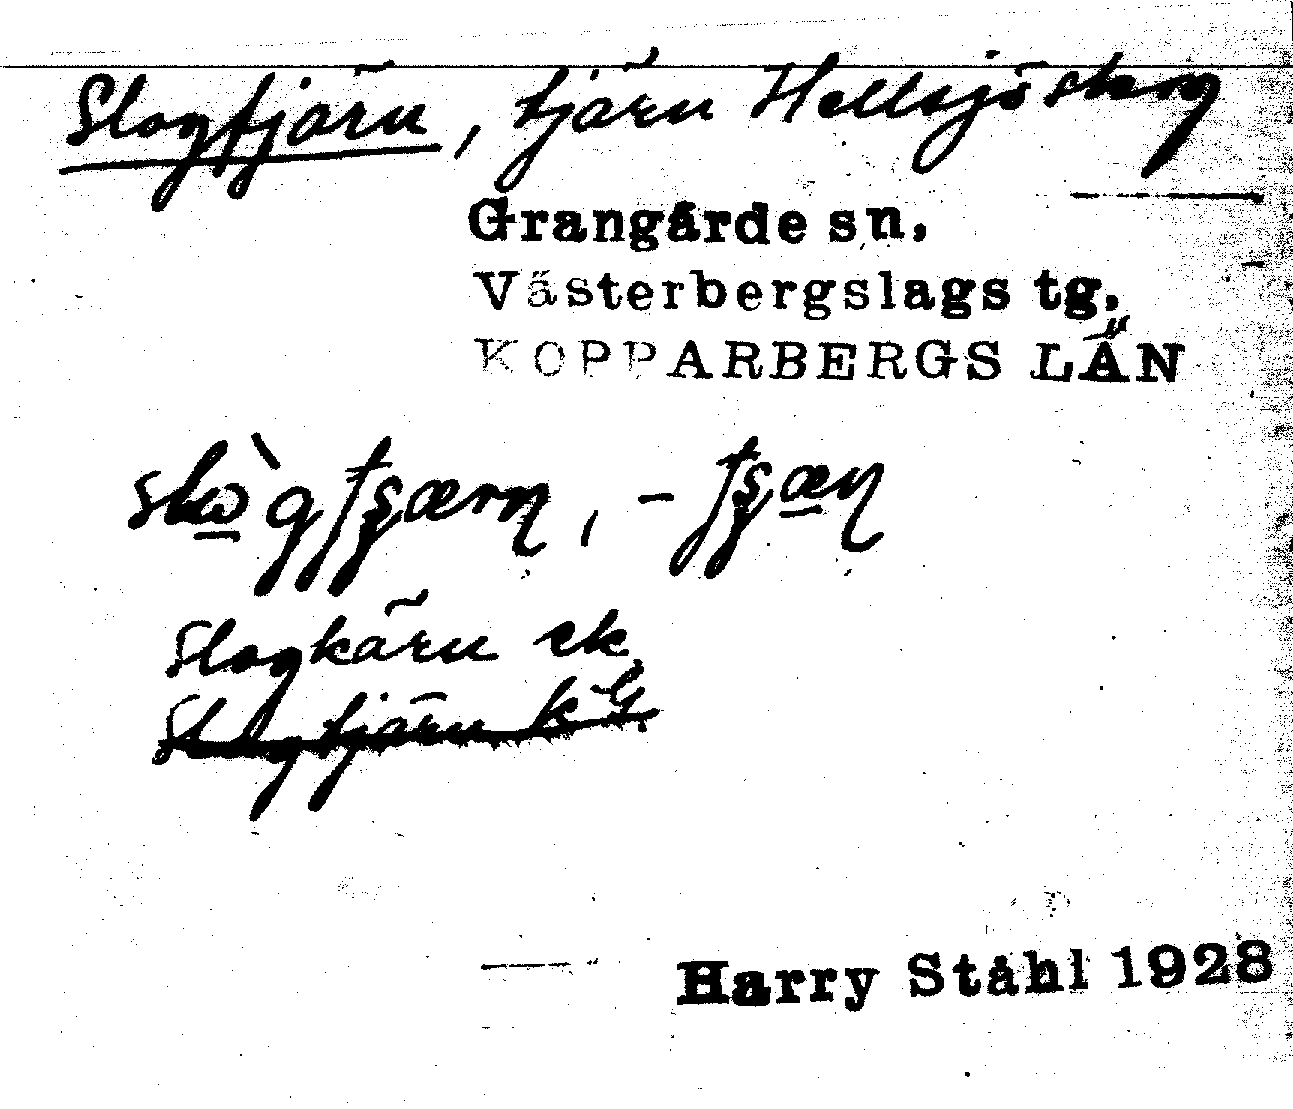 Slogtjärn, tjärn Hellsjöskog
Grangärde sn.
Västerbergslags tg.
KOPPARBERGS LÄN
Slogkärn ek
Slogtjärn k G.
Harry Ståhl 1928